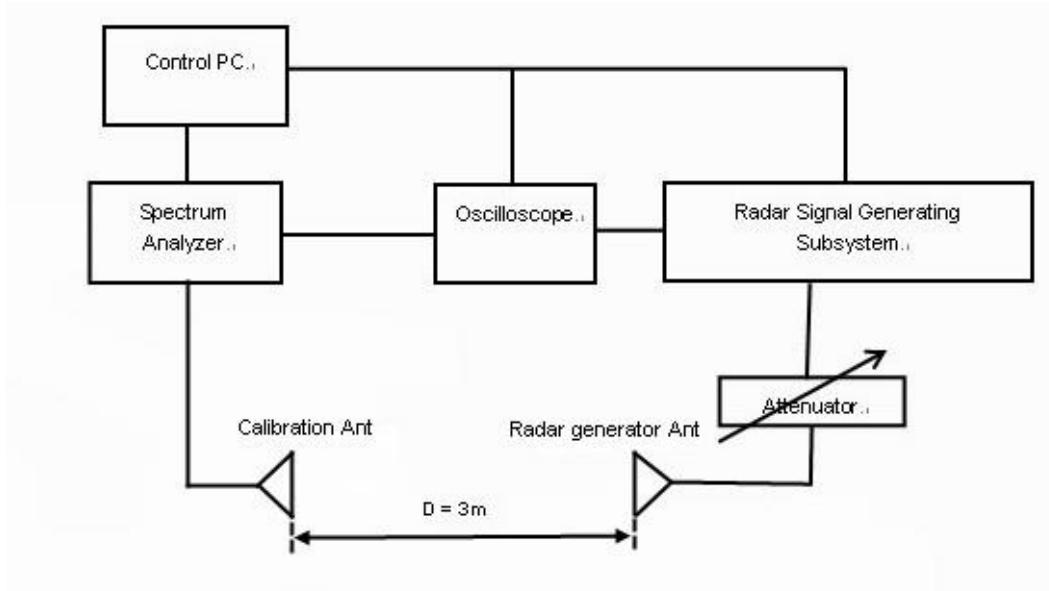 Control PC
Spectrum
Analyzer
Oscilloscope
Radar Signal Generating
Subsystem
Attenuator
Calibration Ant
Radar generator Ant
D = 3m